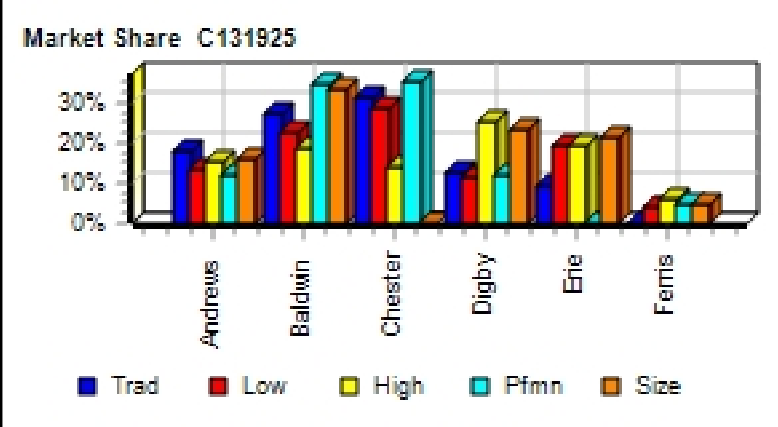 Market Share C131925
30%
20%
10%
0%
Andrews
Baldwin
Chester
Digby
Erie
Ferris
Trad Low High Pfmn Size